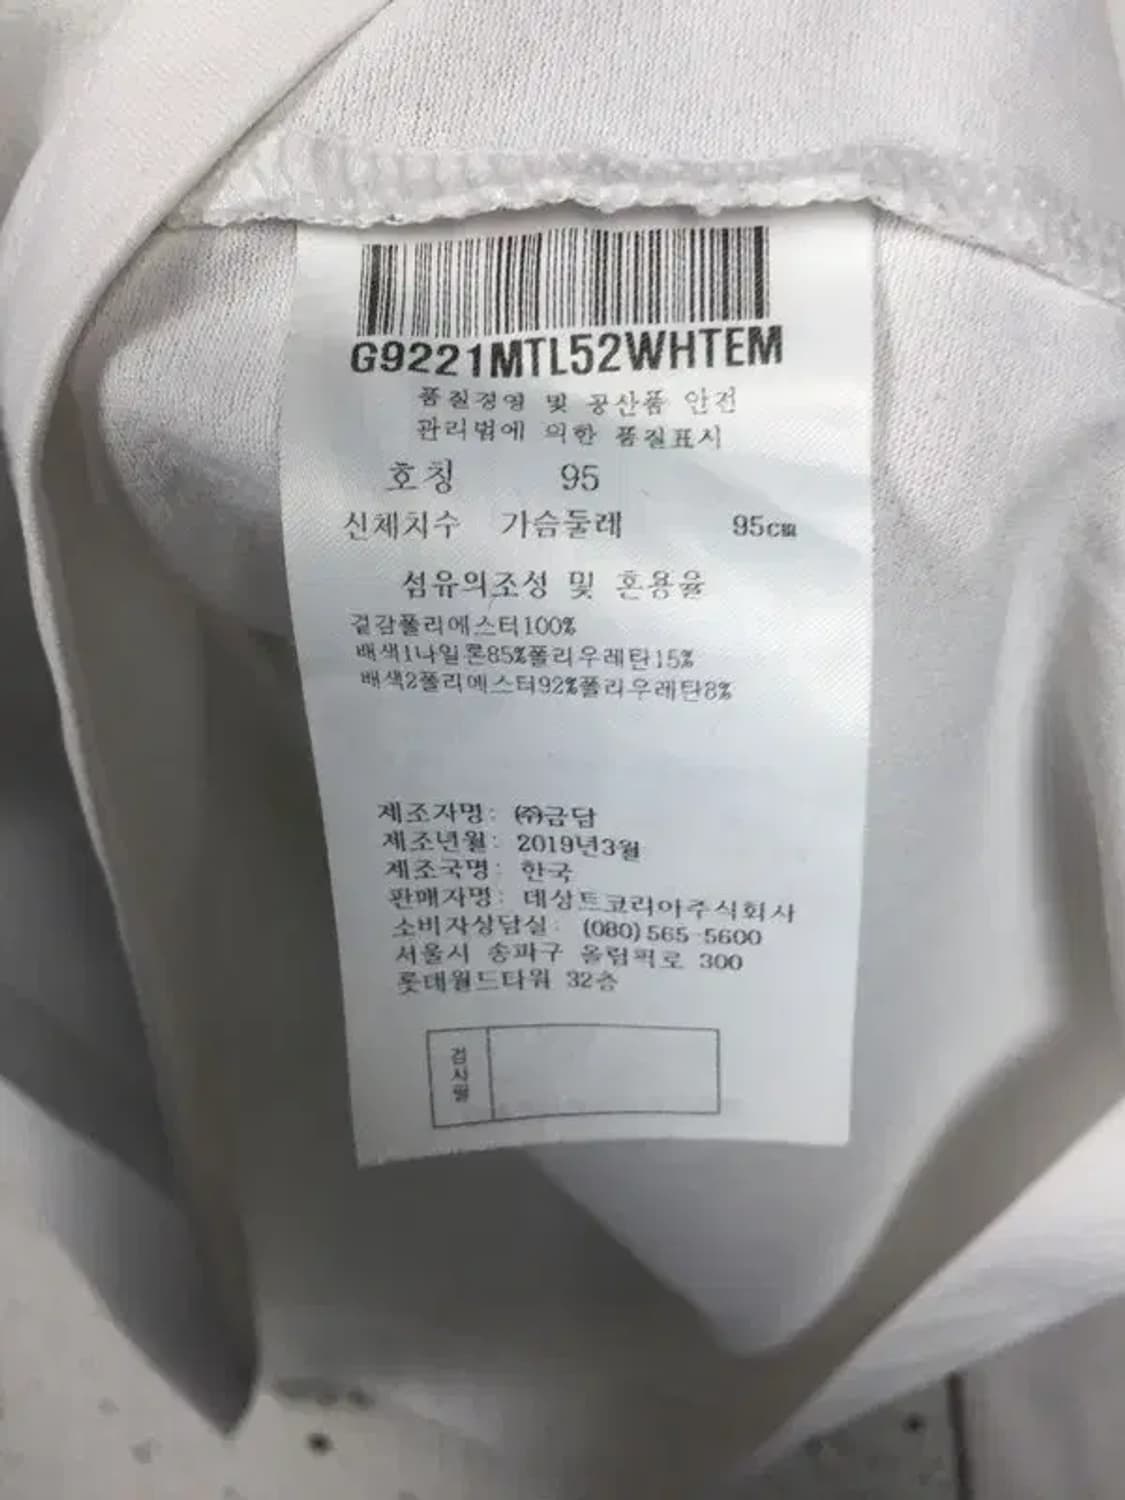 G9221MTL52WHTEM
품질경영 및 공산품 안전
관리법에 의한 품질표시
호칭 95
신체치수 가슴둘레 95cm
섬유의조성 및 혼용율
겉감폴리에스터100%
배색1나일론85%폴리우레탄15%
배색2폴리에스터92%폴리우레탄8%
제조자명: ㈜금담
제조년월: 2019년3월
제조국명: 한국
판매자명: 데상트코리아주식회사
소비자상담실: (080)565-5600
서울시 송파구 올림픽로 300
롯데월드타워 32층
검사필